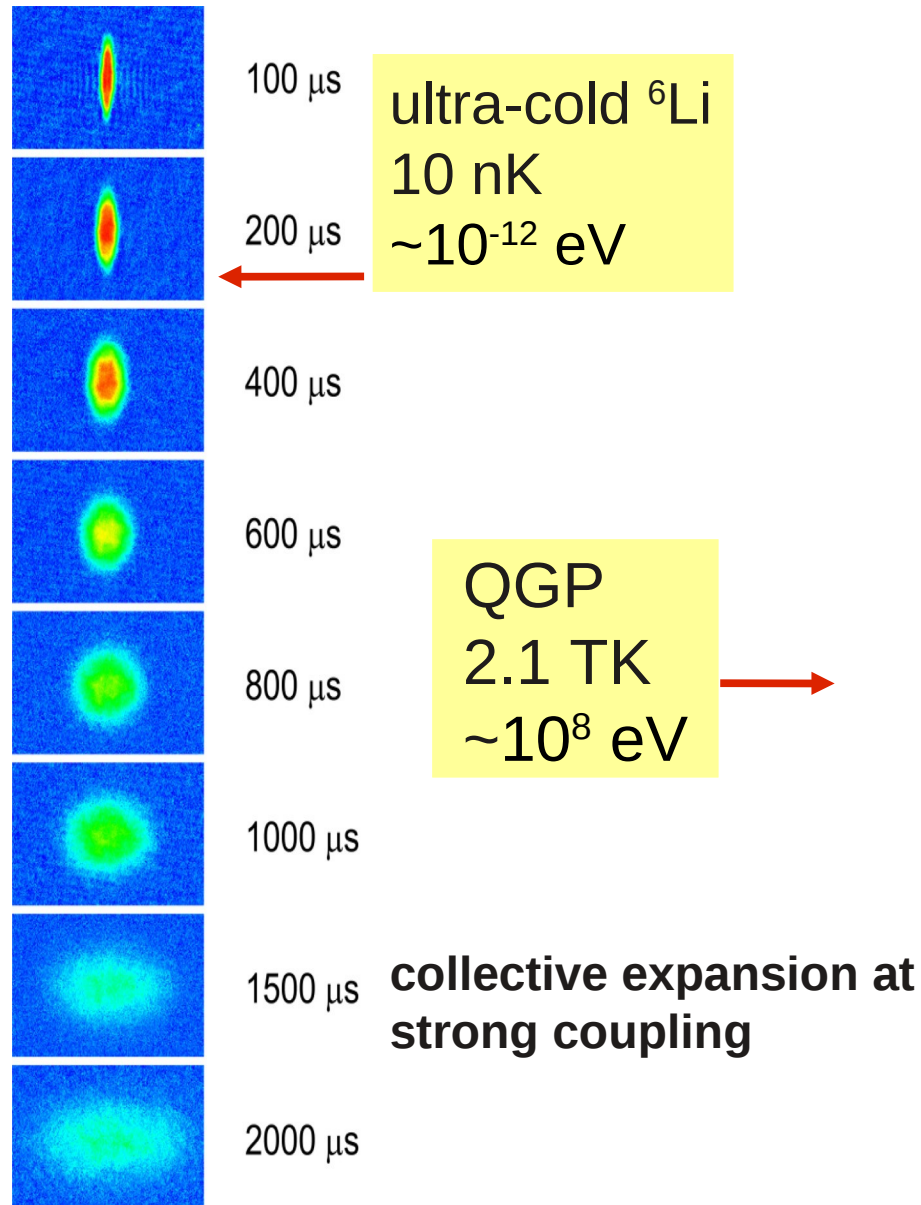 100 μs
ultra-cold ⁶Li
10 nK
~10⁻¹² eV
200 μs
400 μs
600 μs
QGP
2.1 TK
~10⁸ eV
800 μs
1000 μs
1500 μs
collective expansion at
strong coupling
2000 μs